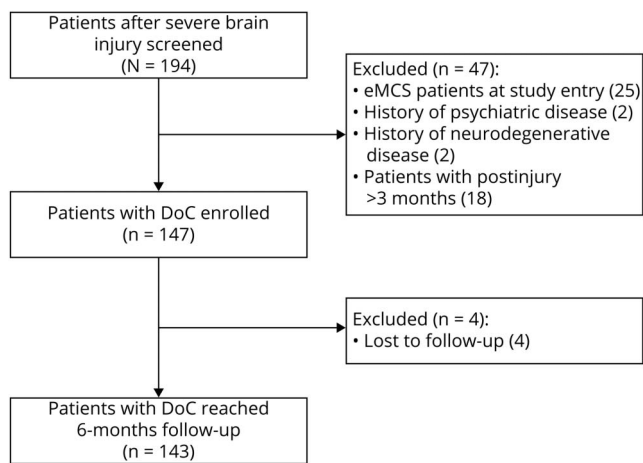 Patients after severe brain
injury screened
(N = 194)
Excluded (n = 47):
• eMCS patients at study entry (25)
• History of psychiatric disease (2)
• History of neurodegenerative
disease (2)
• Patients with postinjury
>3 months (18)
Patients with DoC enrolled
(n = 147)
Excluded (n = 4):
• Lost to follow-up (4)
Patients with DoC reached
6-months follow-up
(n = 143)